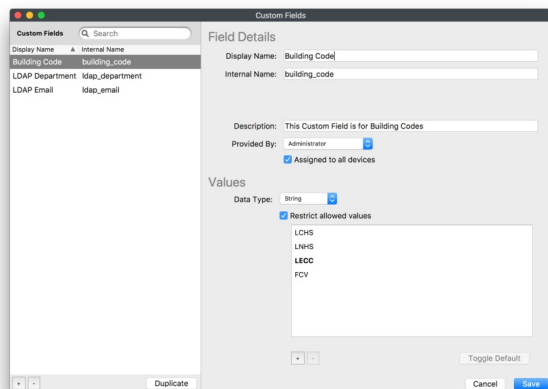 Custom Fields
Custom Fields
Search
Display Name ▲ Internal Name
Building Code building_code
LDAP Department ldap_department
LDAP Email ldap_email
+ - Duplicate
Field Details
Display Name: Building Code
Internal Name: building_code
Description: This Custom Field is for Building Codes
Provided By: Administrator
Assigned to all devices
Values
Data Type: String
Restrict allowed values
LCHS
LNHS
LECC
FCV
+ - Toggle Default
Cancel Save